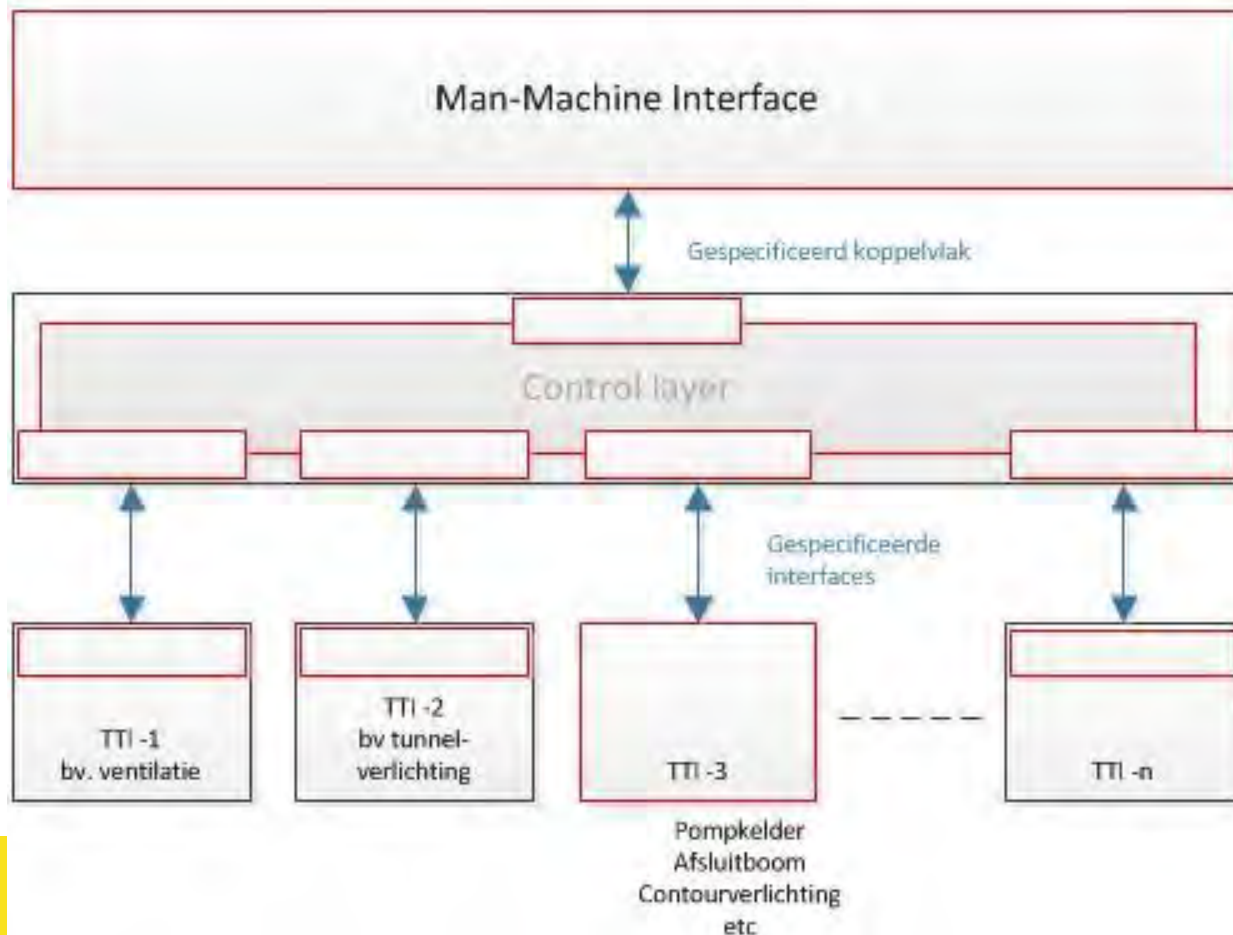 Man-Machine Interface
Gespecificeerd koppelvlak
Control layer
Gespecificeerde
interfaces
TTI -1
bv. ventilatie
TTI -2
bv tunnel-
verlichting
TTI -3
TTI -n
Pompkelder
Afsluitboom
Contourverlichting
etc